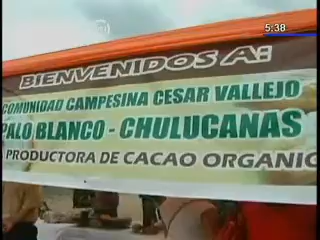 5:38
BIENVENIDOS A:
COMUNIDAD CAMPESINA CESAR VALLEJO
PALO BLANCO - CHULUCANAS
PRODUCTORA DE CACAO ORGANIC